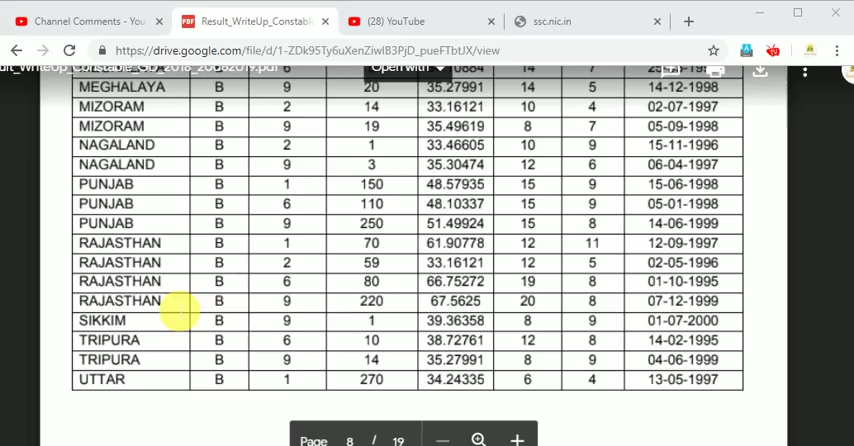 Channel Comments - You
PDF Result_WriteUp_Constable
(28) YouTube
ssc.nic.in
https://drive.google.com/file/d/1-ZDk95Ty6uXenZiwlB3PjD_pueFTbtJX/view
Open with
MEGHALAYA B 9 20 35.27991 14 5 14-12-1998
MIZORAM B 2 14 33.16121 10 4 02-07-1997
MIZORAM B 9 19 35.49619 8 7 05-09-1998
NAGALAND B 2 1 33.46605 10 9 15-11-1996
NAGALAND B 9 3 35.30474 12 6 06-04-1997
PUNJAB B 1 150 48.57935 15 9 15-06-1998
PUNJAB B 6 110 48.10337 15 9 05-01-1998
PUNJAB B 9 250 51.49924 15 8 14-06-1999
RAJASTHAN B 1 70 61.90778 12 11 12-09-1997
RAJASTHAN B 2 59 33.16121 12 5 02-05-1996
RAJASTHAN B 6 80 66.75272 19 8 01-10-1995
RAJASTHAN B 9 220 67.5625 20 8 07-12-1999
SIKKIM B 9 1 39.36358 8 9 01-07-2000
TRIPURA B 6 10 38.72761 12 8 14-02-1995
TRIPURA B 9 14 35.27991 8 9 04-06-1999
UTTAR B 1 270 34.24335 6 4 13-05-1997
Page 8 / 19